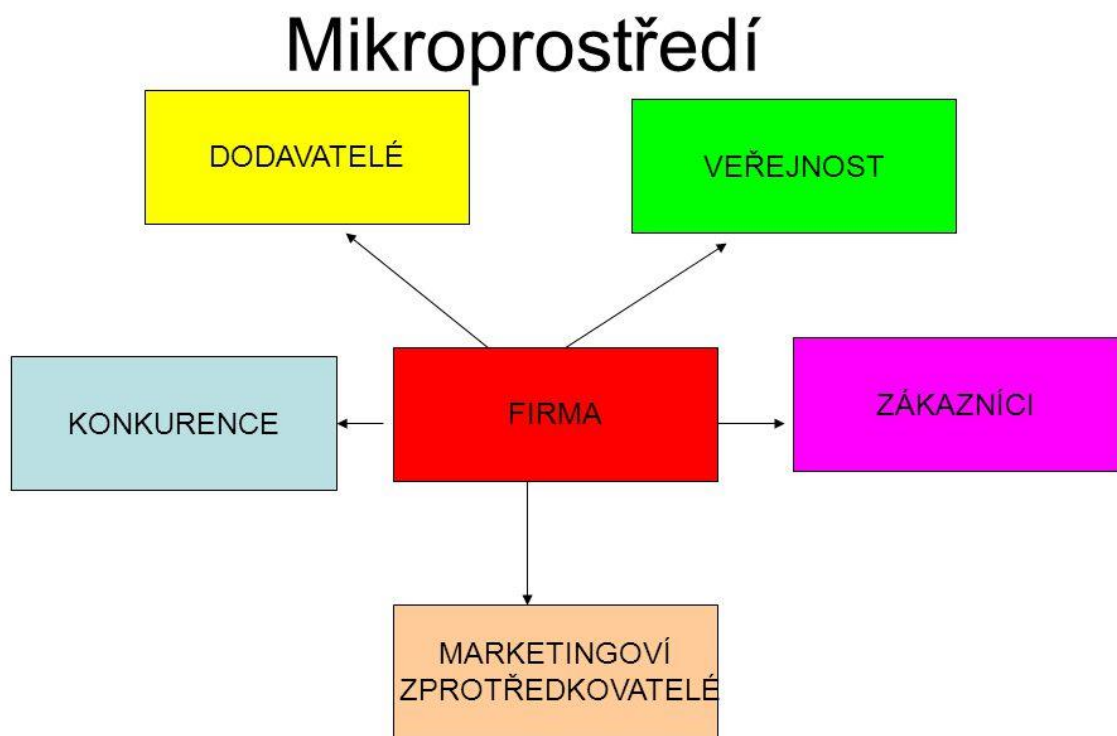 Mikroprostředí
DODAVATELÉ
VEŘEJNOST
KONKURENCE
FIRMA
ZÁKAZNÍCI
MARKETINGOVÍ
ZPROTŘEDKOVATELÉ